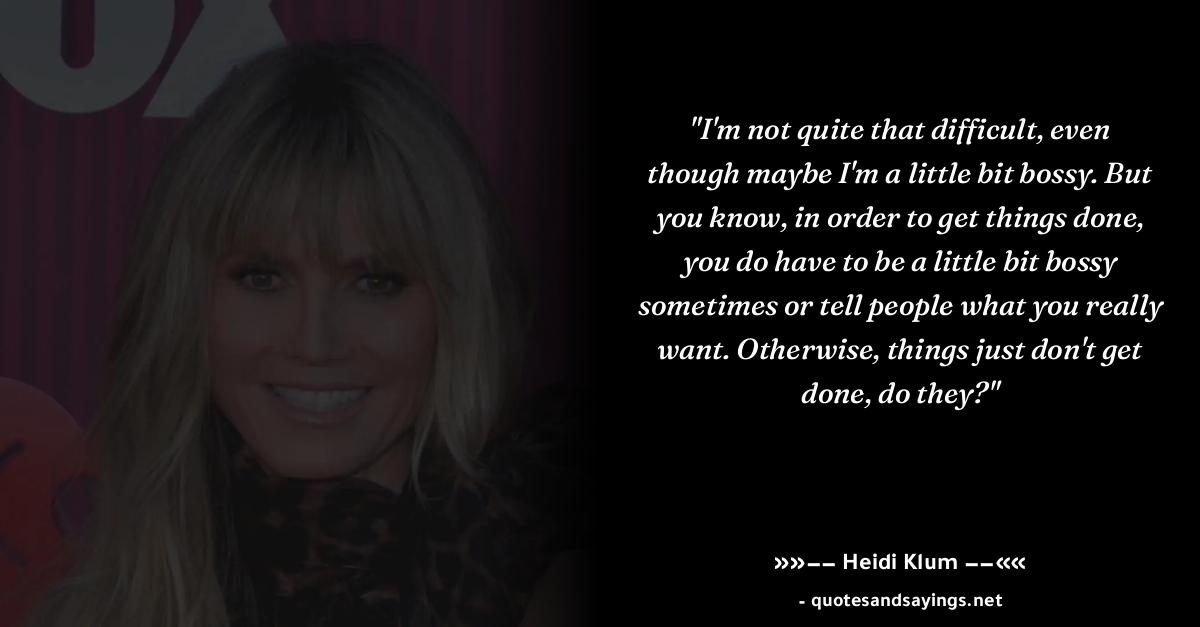 OX
"I'm not quite that difficult, even
though maybe I'm a little bit bossy. But
you know, in order to get things done,
you do have to be a little bit bossy
sometimes or tell people what you really
want. Otherwise, things just don't get
done, do they?"
»»–– Heidi Klum ––««
- quotesandsayings.net